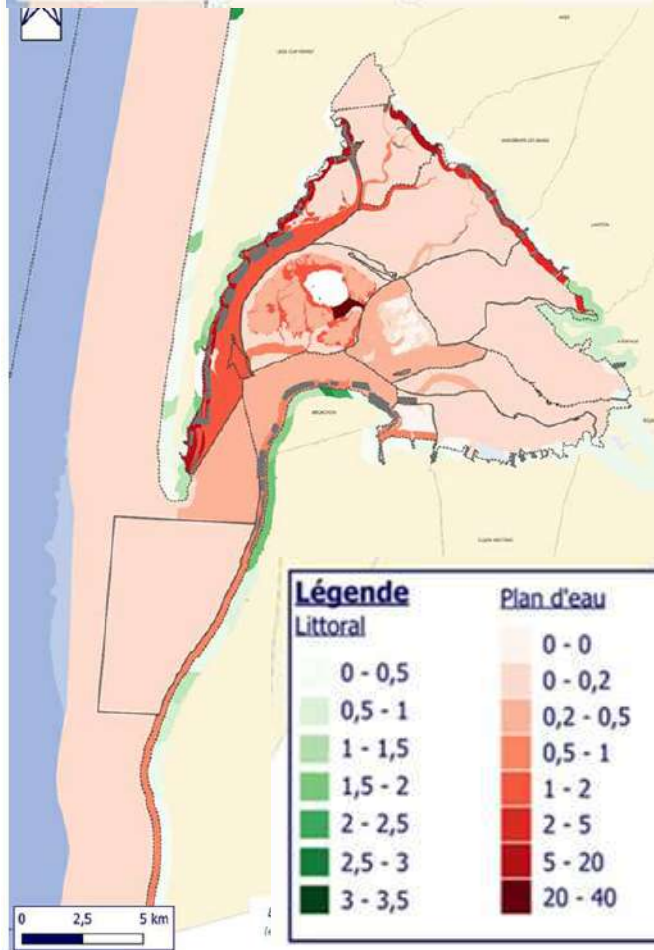 ARCACHON
Légende
Littoral
0 - 0,5
0,5 - 1
1 - 1,5
1,5 - 2
2 - 2,5
2,5 - 3
3 - 3,5
Plan d'eau
0 - 0
0 - 0,2
0,2 - 0,5
0,5 - 1
1 - 2
2 - 5
5 - 20
20 - 40
0 2,5 5 km